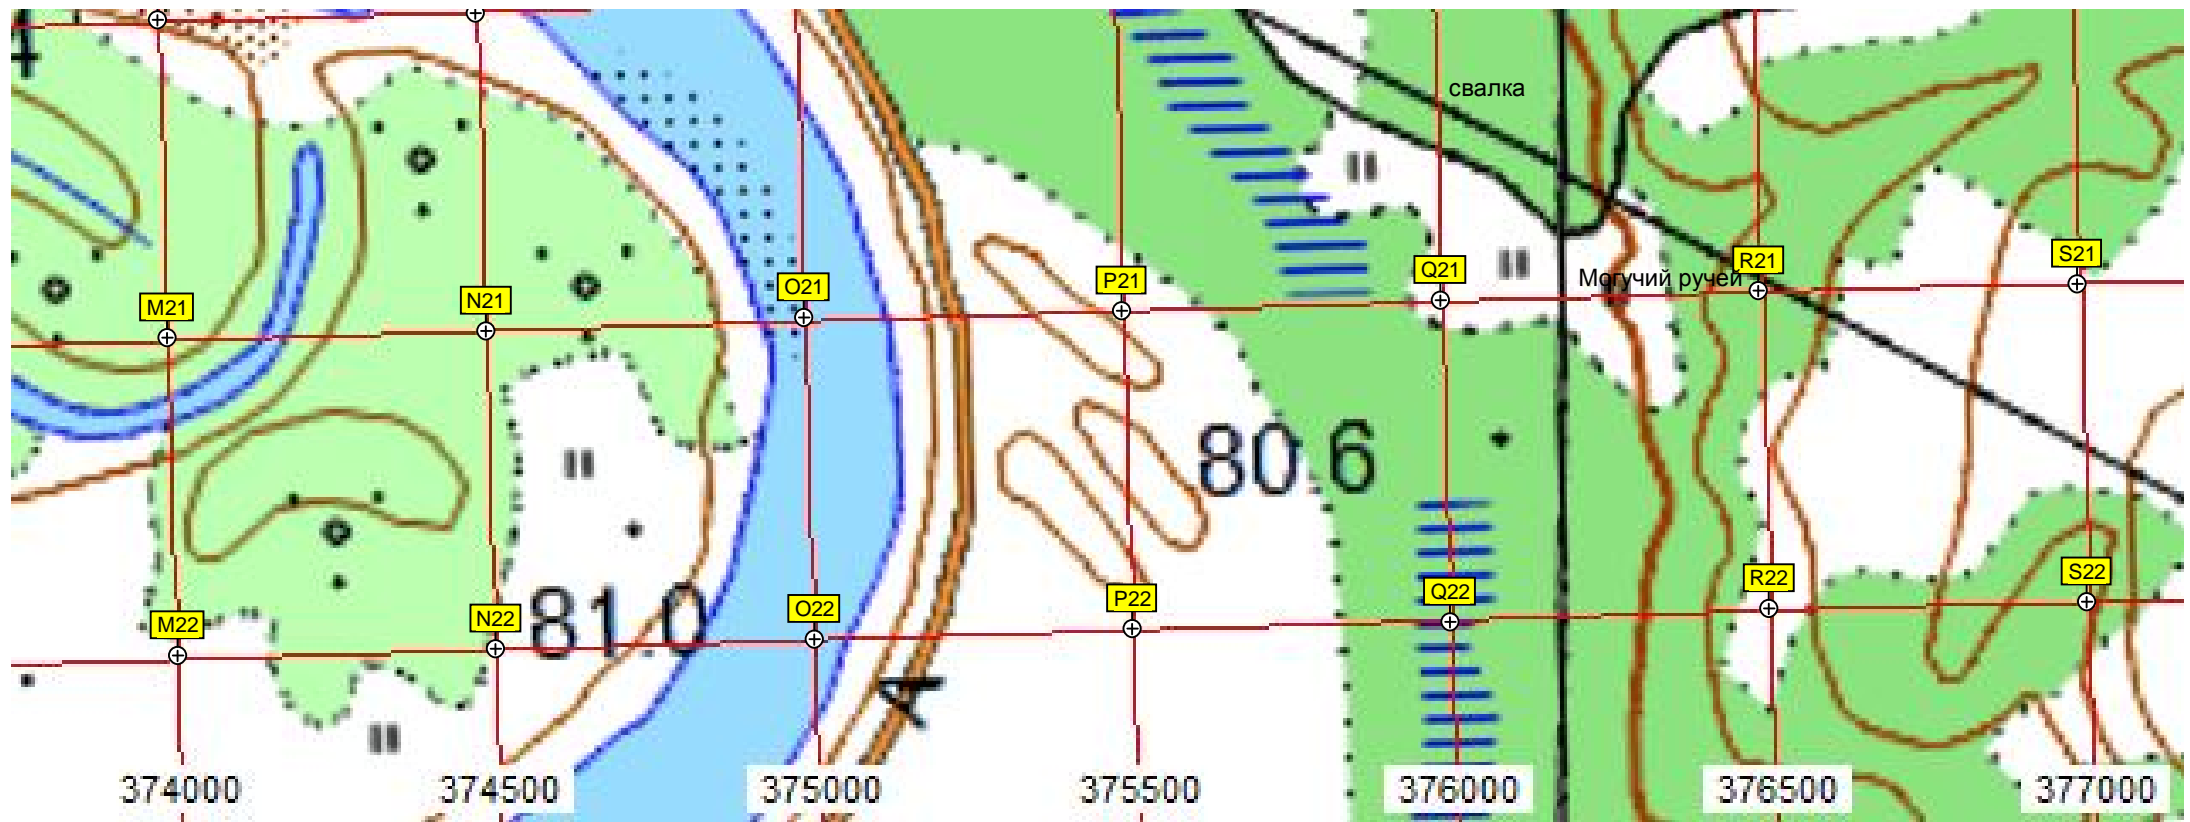 свалка
Q21 R21 S21
Могучий ручей
M21 N21 O21 P21
80.6
M22 N22 O22 P22 Q22 R22 S22
81.0
374000 374500 375000 375500 376000 376500 377000